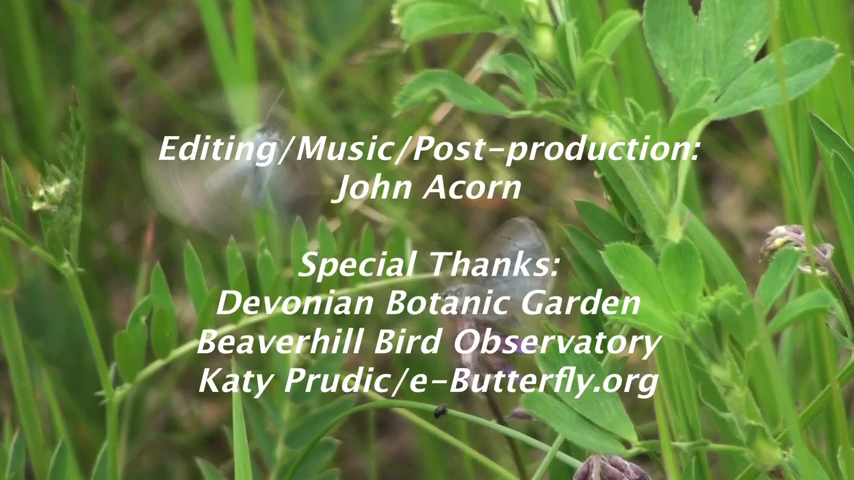 Editing/Music/Post-production:
John Acorn
Special Thanks:
Devonian Botanic Garden
Beaverhill Bird Observatory
Katy Prudic/e-Butterfly.org